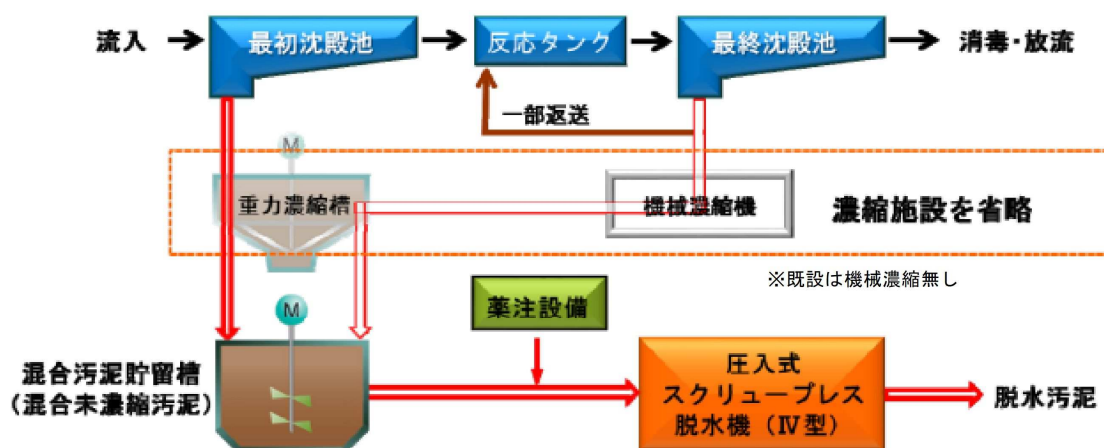 流入
最初沈殿池
反応タンク
最終沈殿池
消毒・放流
一部返送
M
重力濃縮槽
機械濃縮機
濃縮施設を省略
※既設は機械濃縮無し
M
薬注設備
混合汚泥貯留槽
（混合未濃縮汚泥）
圧入式
スクリュープレス
脱水機（Ⅳ型）
脱水汚泥